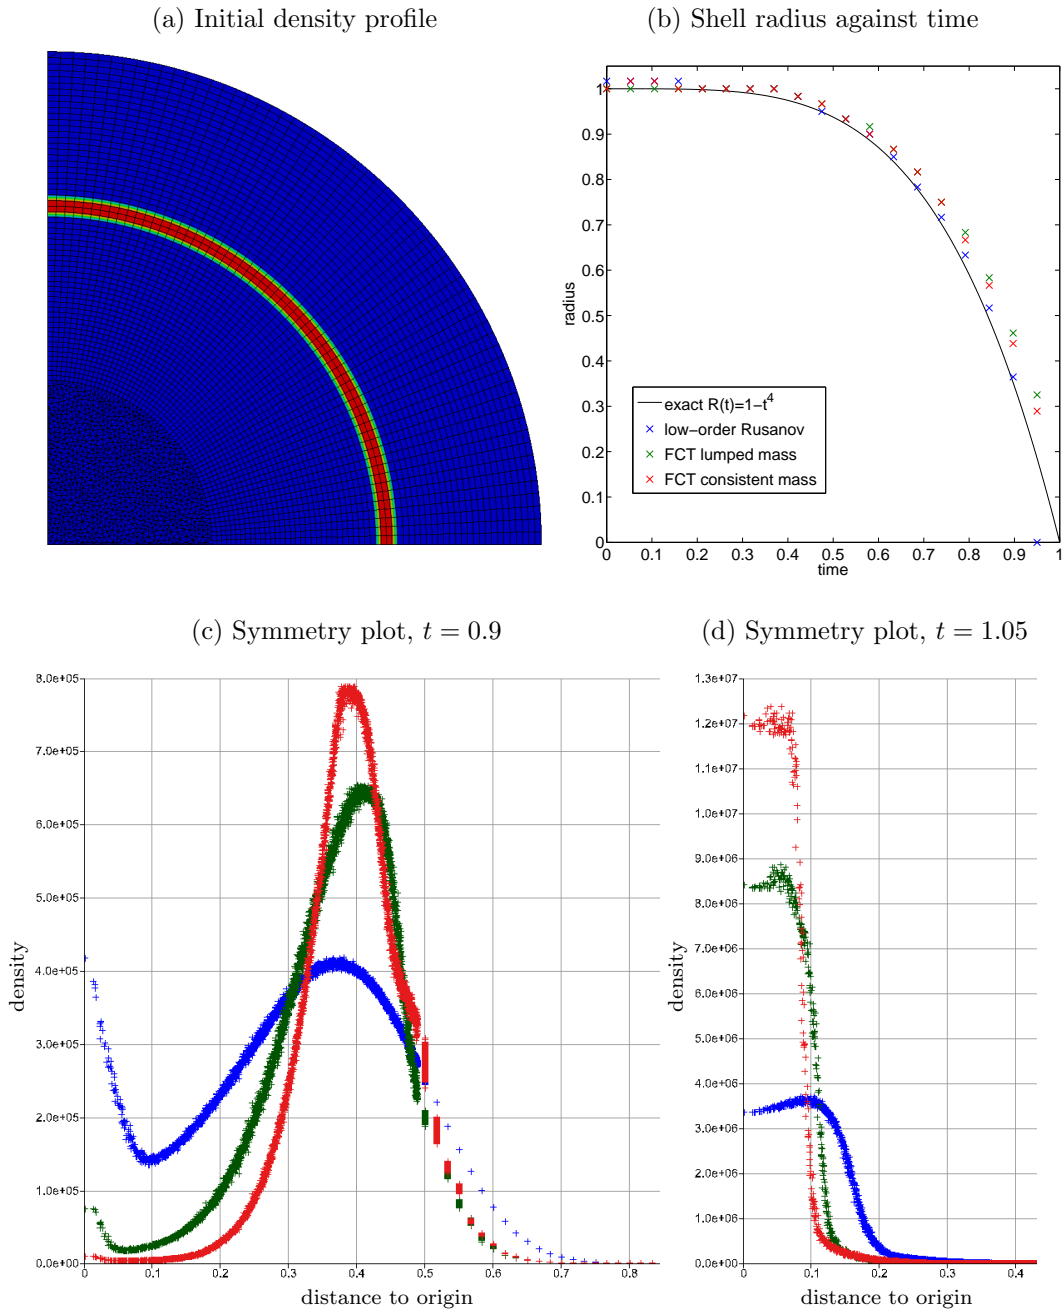 (a) Initial density profile
(b) Shell radius against time
1
0.9
0.8
0.7
0.6
0.5
0.4
0.3
0.2
0.1
0
radius
exact R(t)=1−t4
low−order Rusanov
FCT lumped mass
FCT consistent mass
0 0.1 0.2 0.3 0.4 0.5 0.6 0.7 0.8 0.9 1
time
(c) Symmetry plot, t = 0.9
8.0e+05
7.0e+05
6.0e+05
5.0e+05
4.0e+05
3.0e+05
2.0e+05
1.0e+05
0.0e+00
density
0 0.1 0.2 0.3 0.4 0.5 0.6 0.7 0.8
distance to origin
(d) Symmetry plot, t = 1.05
1.3e+07
1.2e+07
1.1e+07
1.0e+07
9.0e+06
8.0e+06
7.0e+06
6.0e+06
5.0e+06
4.0e+06
3.0e+06
2.0e+06
1.0e+06
0.0e+00
density
0 0.1 0.2 0.3 0.4
distance to origin